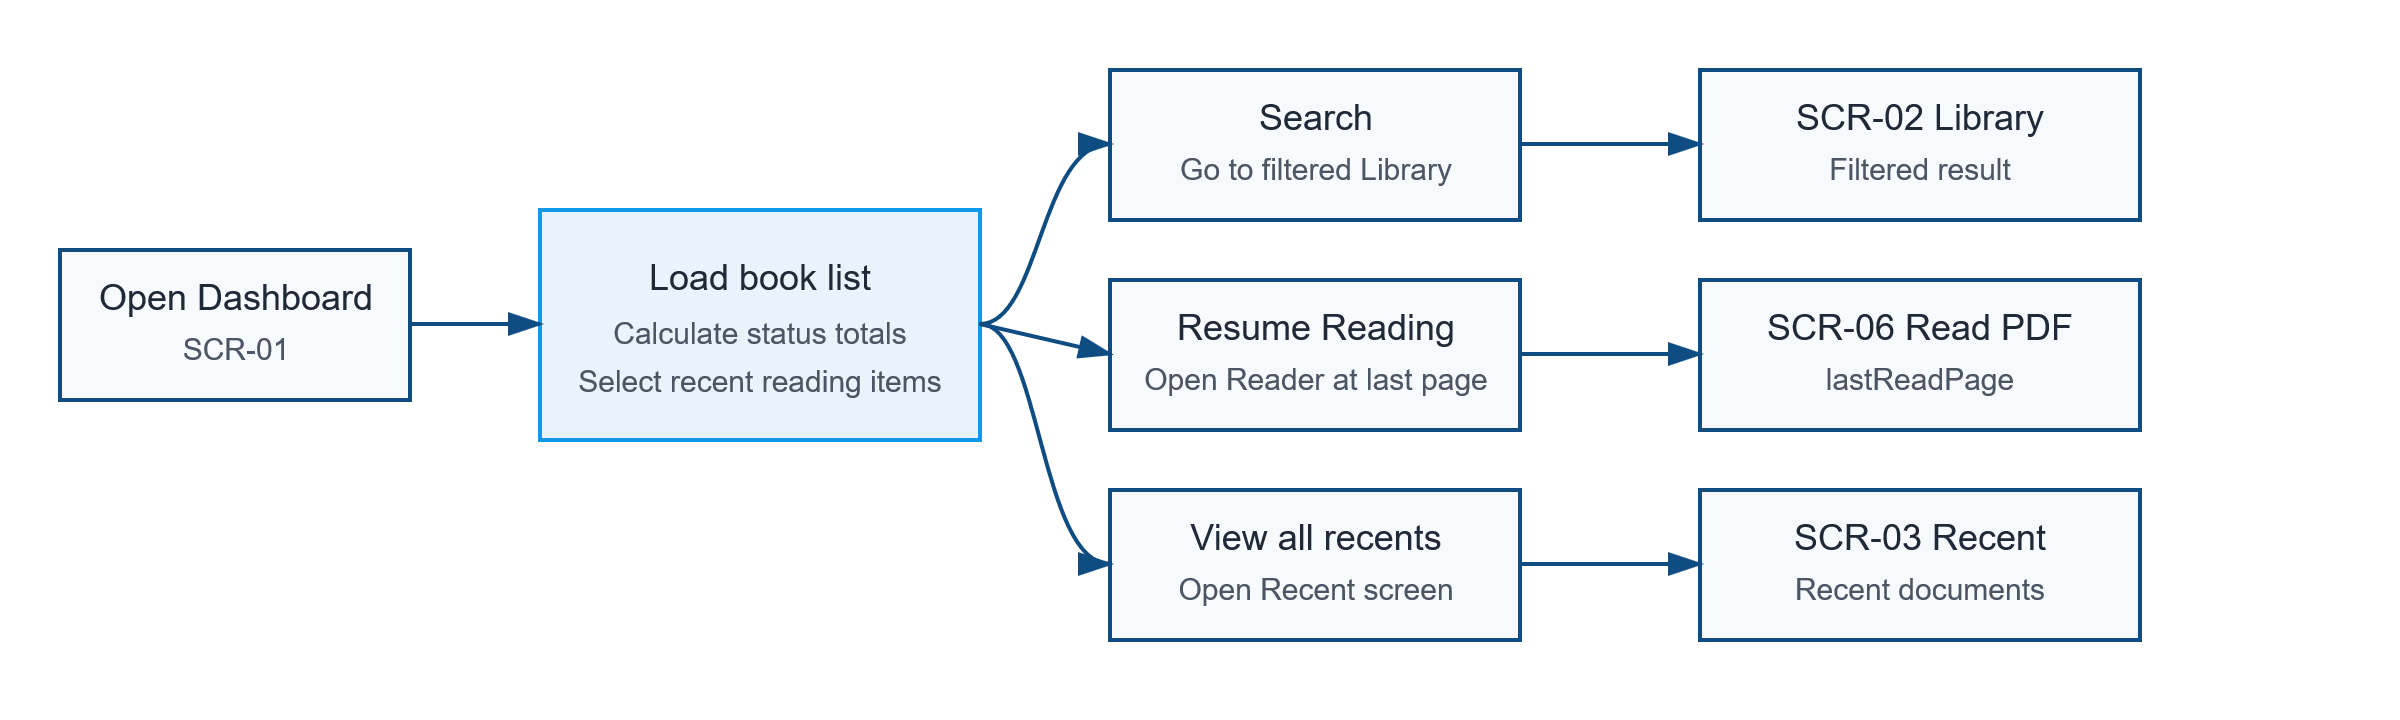 Open Dashboard
SCR-01
Load book list
Calculate status totals
Select recent reading items
Search
Go to filtered Library
SCR-02 Library
Filtered result
Resume Reading
Open Reader at last page
SCR-06 Read PDF
lastReadPage
View all recents
Open Recent screen
SCR-03 Recent
Recent documents